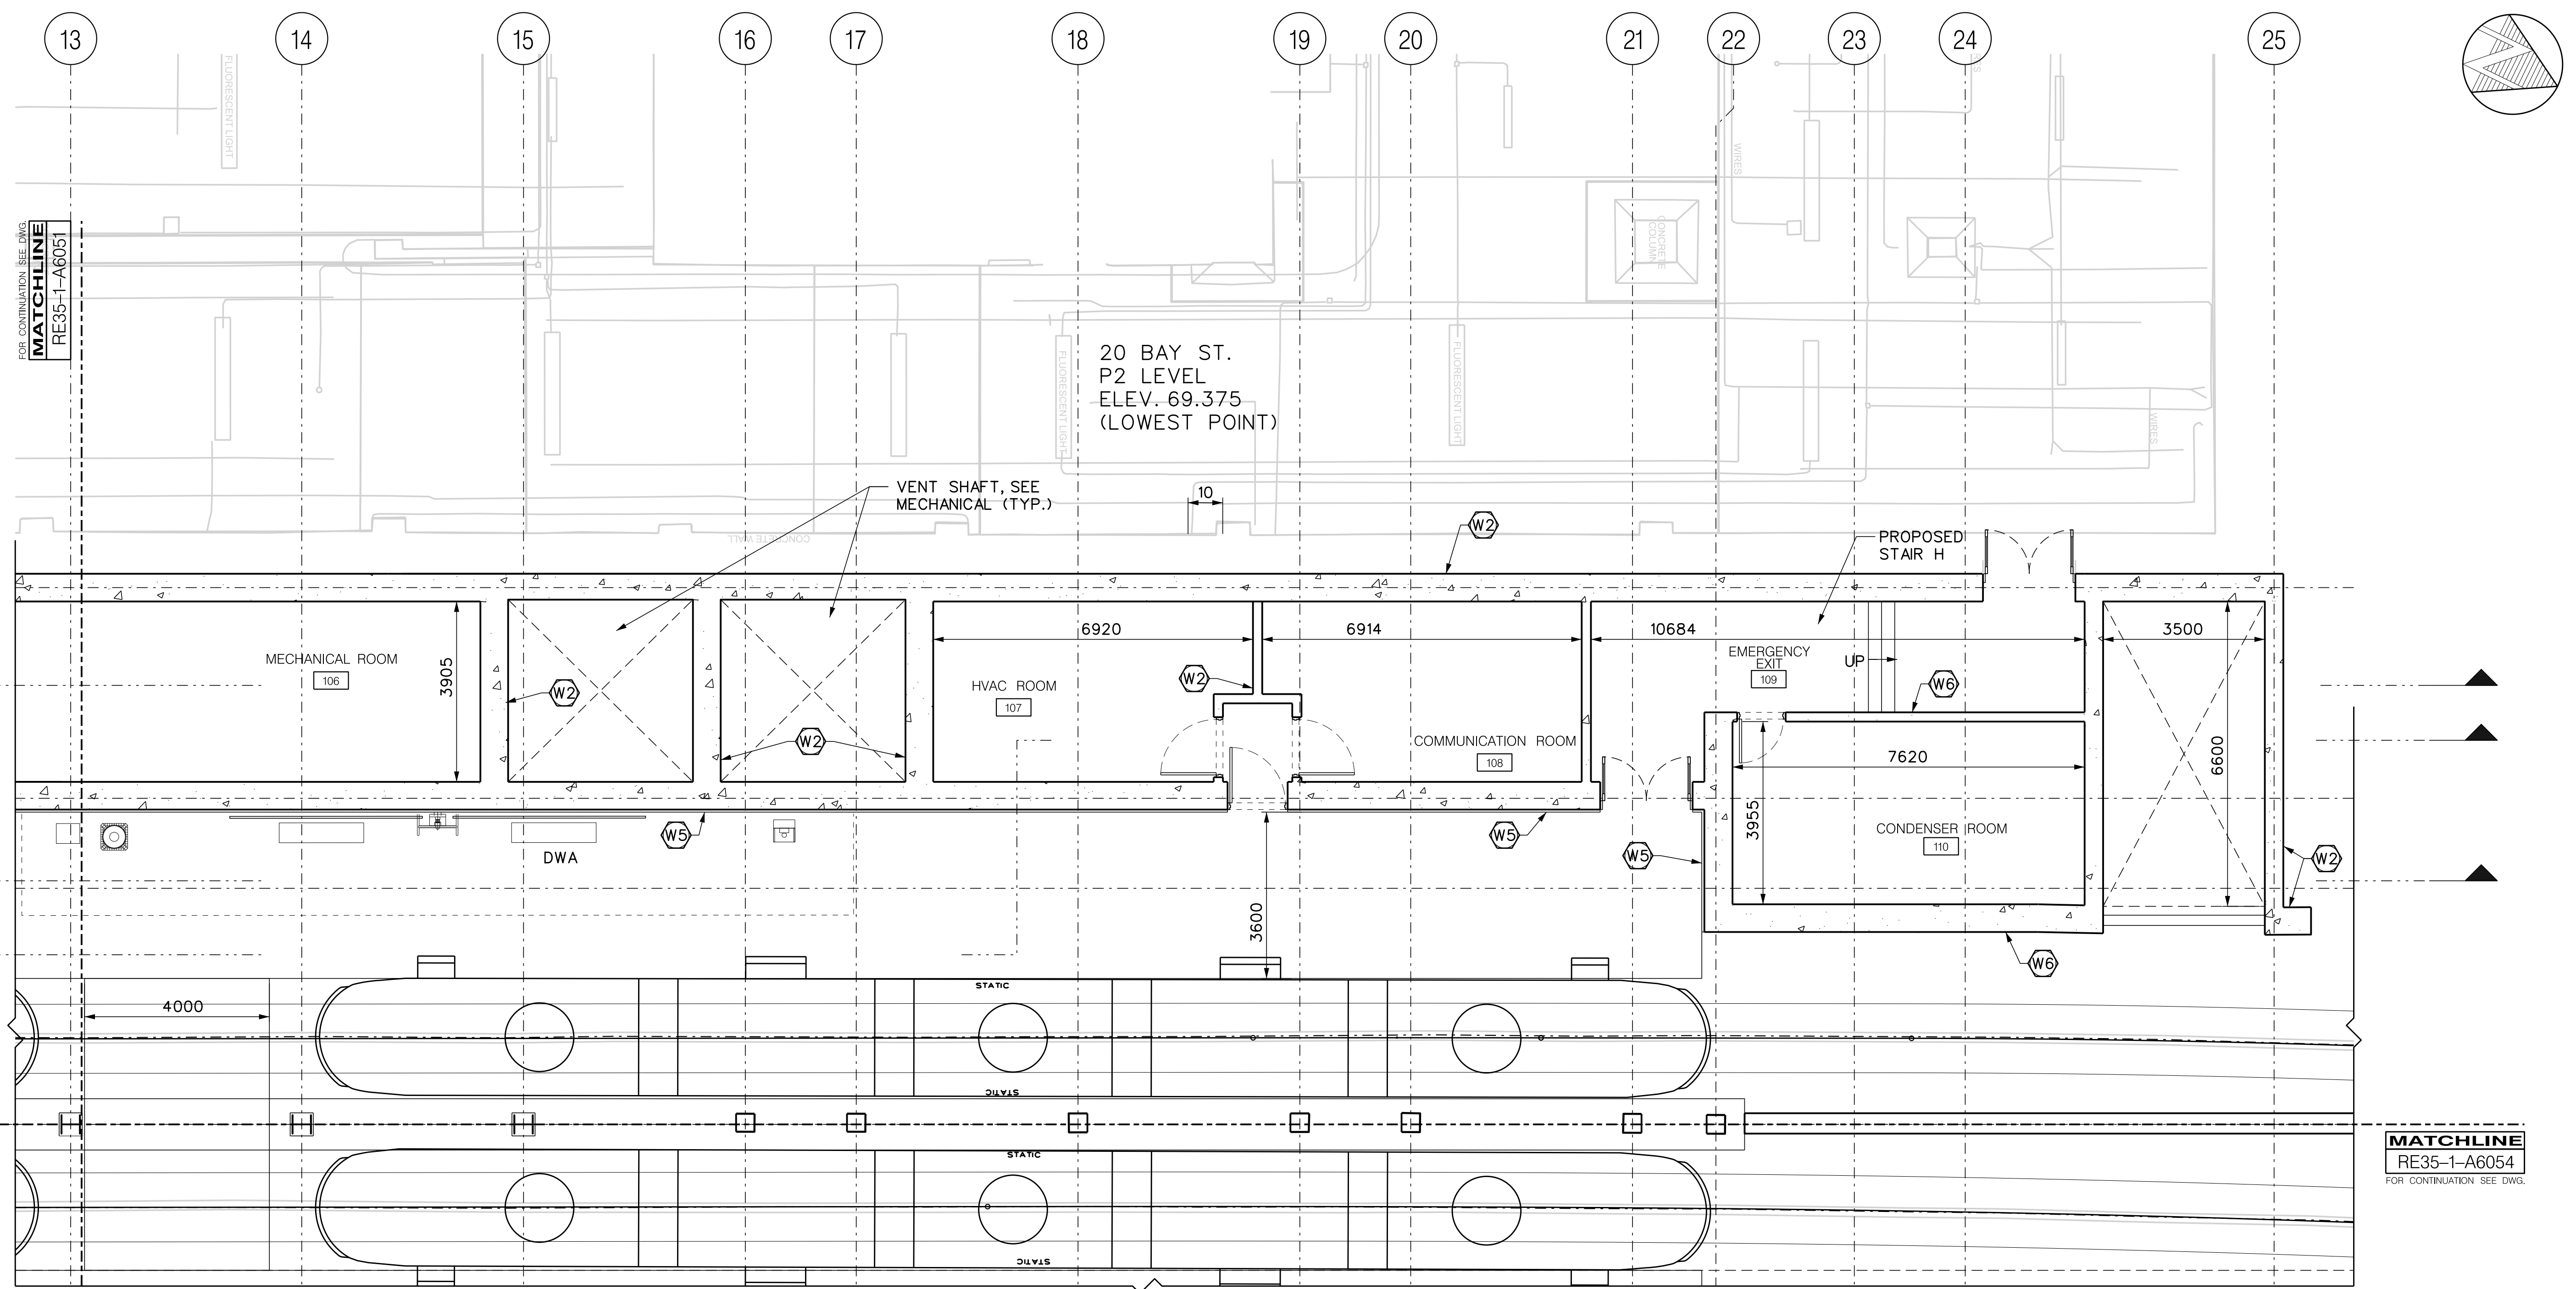 13 14 15 16 17 18 19 20 21 22 23 24 25
FLUORESCENT LIGHT
WIRES
FOR CONTINUATION SEE DWG.
MATCHLINE
RE35-1-A6051
CONCRETE
COLUMN
20 BAY ST.
P2 LEVEL
ELEV. 69.375
(LOWEST POINT)
FLUORESCENT LIGHT
FLUORESCENT LIGHT
WIRES
VENT SHAFT, SEE
MECHANICAL (TYP.)
10
CONCRETE WALL
W2
PROPOSED
STAIR H
MECHANICAL ROOM
106
3905
W2
W2
6920
HVAC ROOM
107
W2
6914
COMMUNICATION ROOM
108
10684
EMERGENCY
EXIT
109
UP
W6
3500
6600
7620
3955
CONDENSER ROOM
110
W5
W5
W5
W2
W6
DWA
3600
4000
STATIC
STATIC
STATIC
STATIC
MATCHLINE
RE35-1-A6054
FOR CONTINUATION SEE DWG.